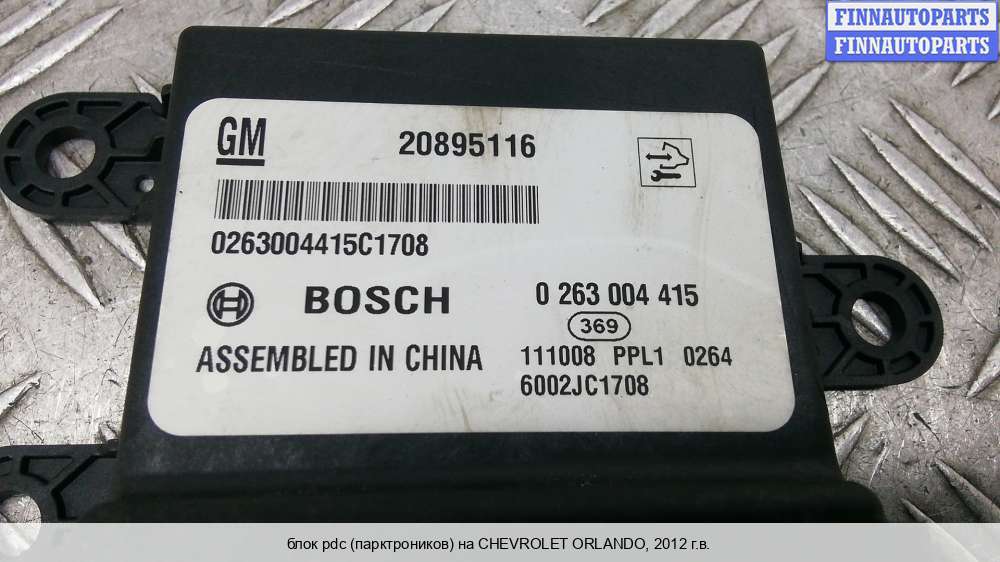 FINNAUTOPARTS
FINNAUTOPARTS
GM 20895116
0263004415C1708
BOSCH 0 263 004 415
369
ASSEMBLED IN CHINA 111008 PPL1 0264
6002JC1708
блок pdc (парктроников) на CHEVROLET ORLANDO, 2012 г.в.